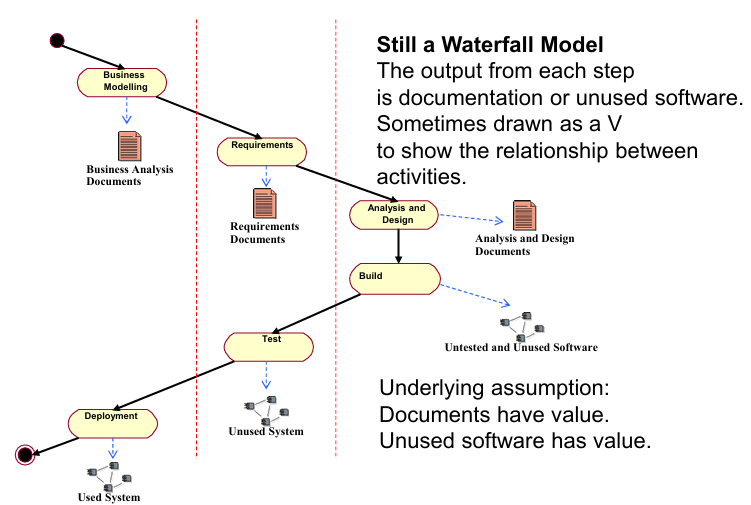 Still a Waterfall Model
The output from each step
is documentation or unused software.
Sometimes drawn as a V
to show the relationship between
activities.
Business
Modelling
Business Analysis
Documents
Requirements
Requirements
Documents
Analysis and
Design
Analysis and Design
Documents
Build
Untested and Unused Software
Test
Unused System
Deployment
Used System
Underlying assumption:
Documents have value.
Unused software has value.